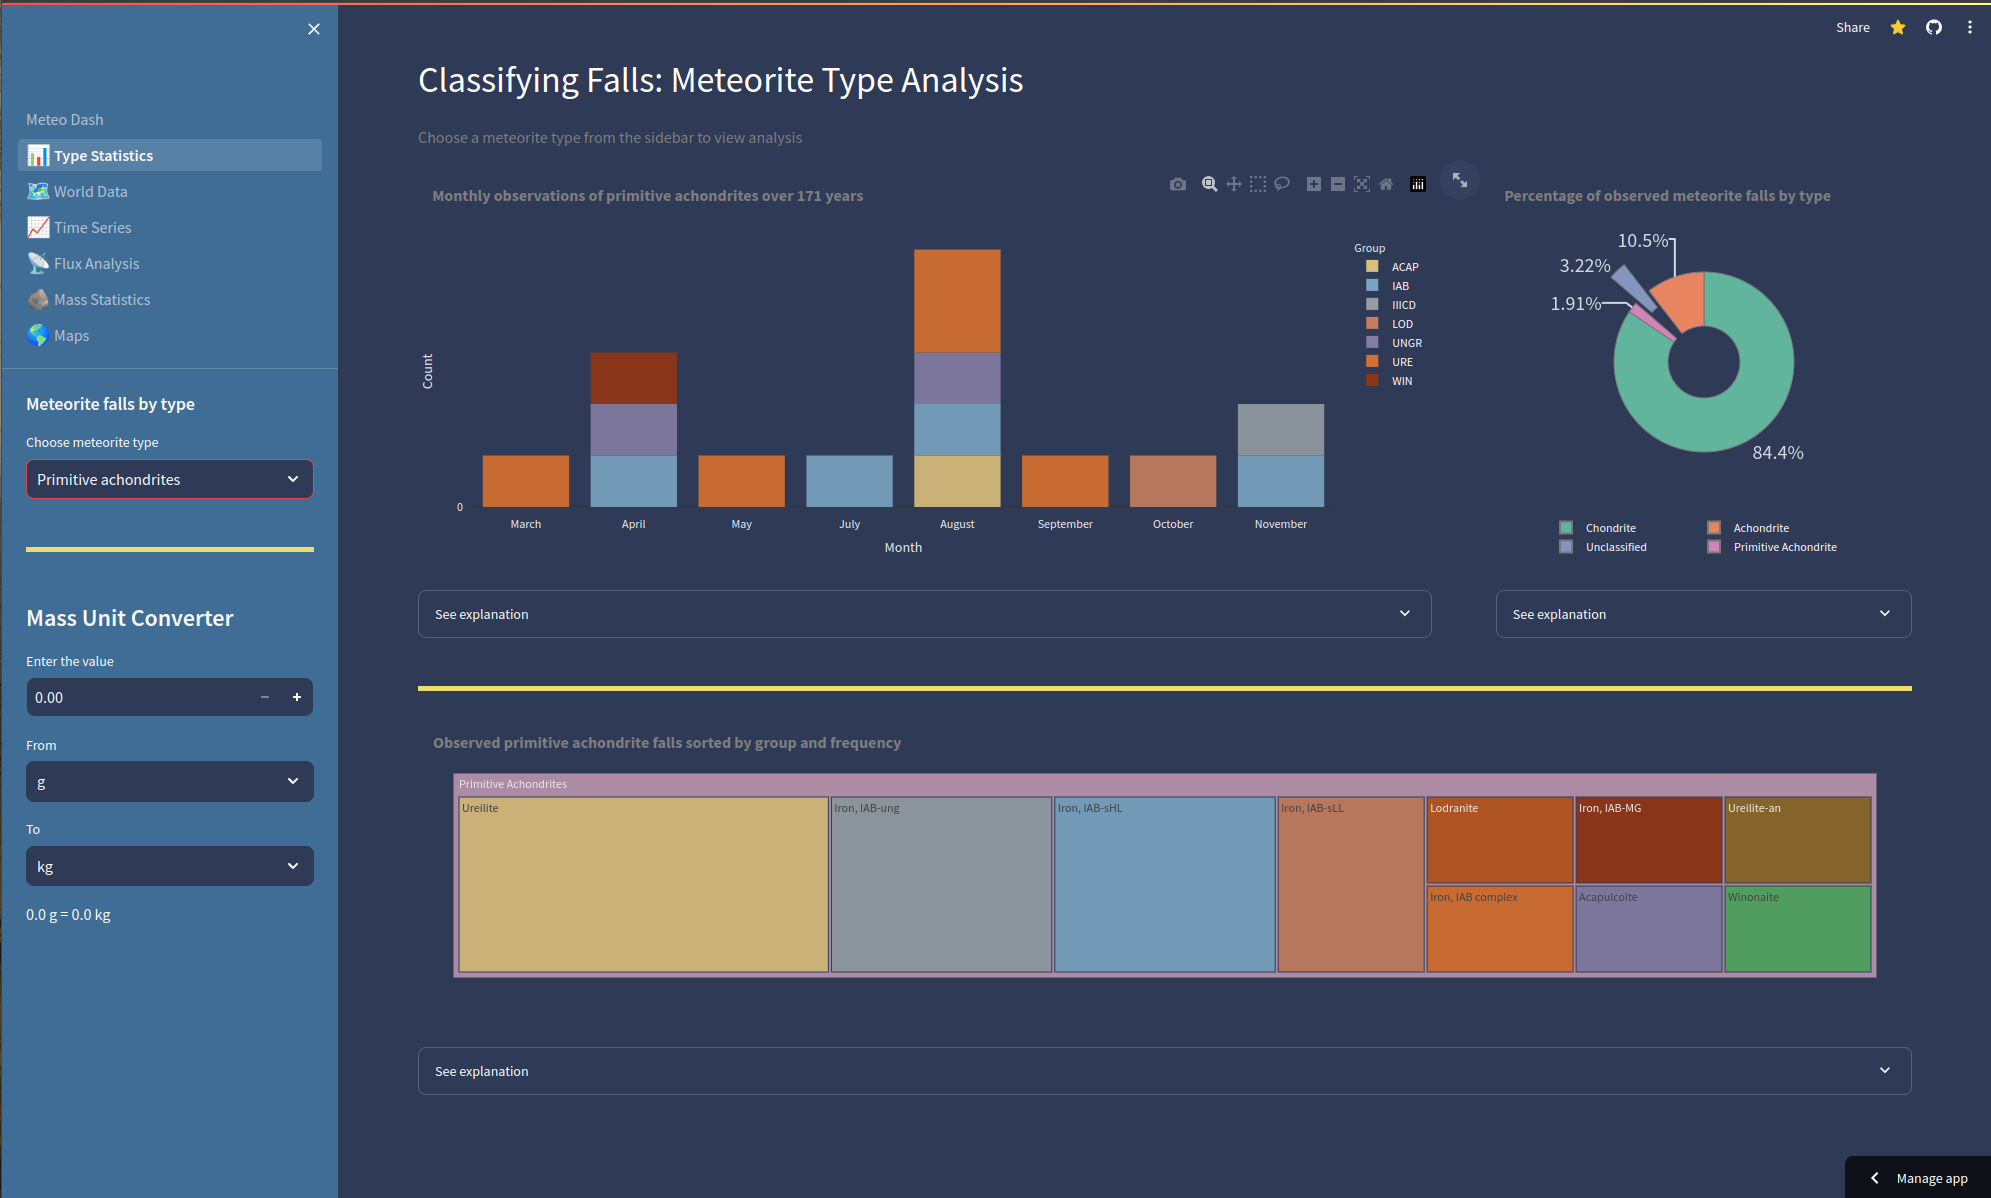 Share
Meteo Dash
Type Statistics
World Data
Time Series
Flux Analysis
Mass Statistics
Maps
Meteorite falls by type
Choose meteorite type
Primitive achondrites
Mass Unit Converter
Enter the value
0.00
From
g
To
kg
0.0 g = 0.0 kg
Classifying Falls: Meteorite Type Analysis
Choose a meteorite type from the sidebar to view analysis
Monthly observations of primitive achondrites over 171 years
Count
0
March April May July August September October November
Month
Group
ACAP
IAB
IIICD
LOD
UNGR
URE
WIN
Percentage of observed meteorite falls by type
10.5%
3.22%
1.91%
84.4%
Chondrite Achondrite
Unclassified Primitive Achondrite
See explanation
See explanation
Observed primitive achondrite falls sorted by group and frequency
Primitive Achondrites
Ureilite Iron, IAB-ung Iron, IAB-sHL Iron, IAB-sLL Lodranite Iron, IAB-MG Ureilite-an
Iron, IAB complex Acapulcoite Winonaite
See explanation
Manage app